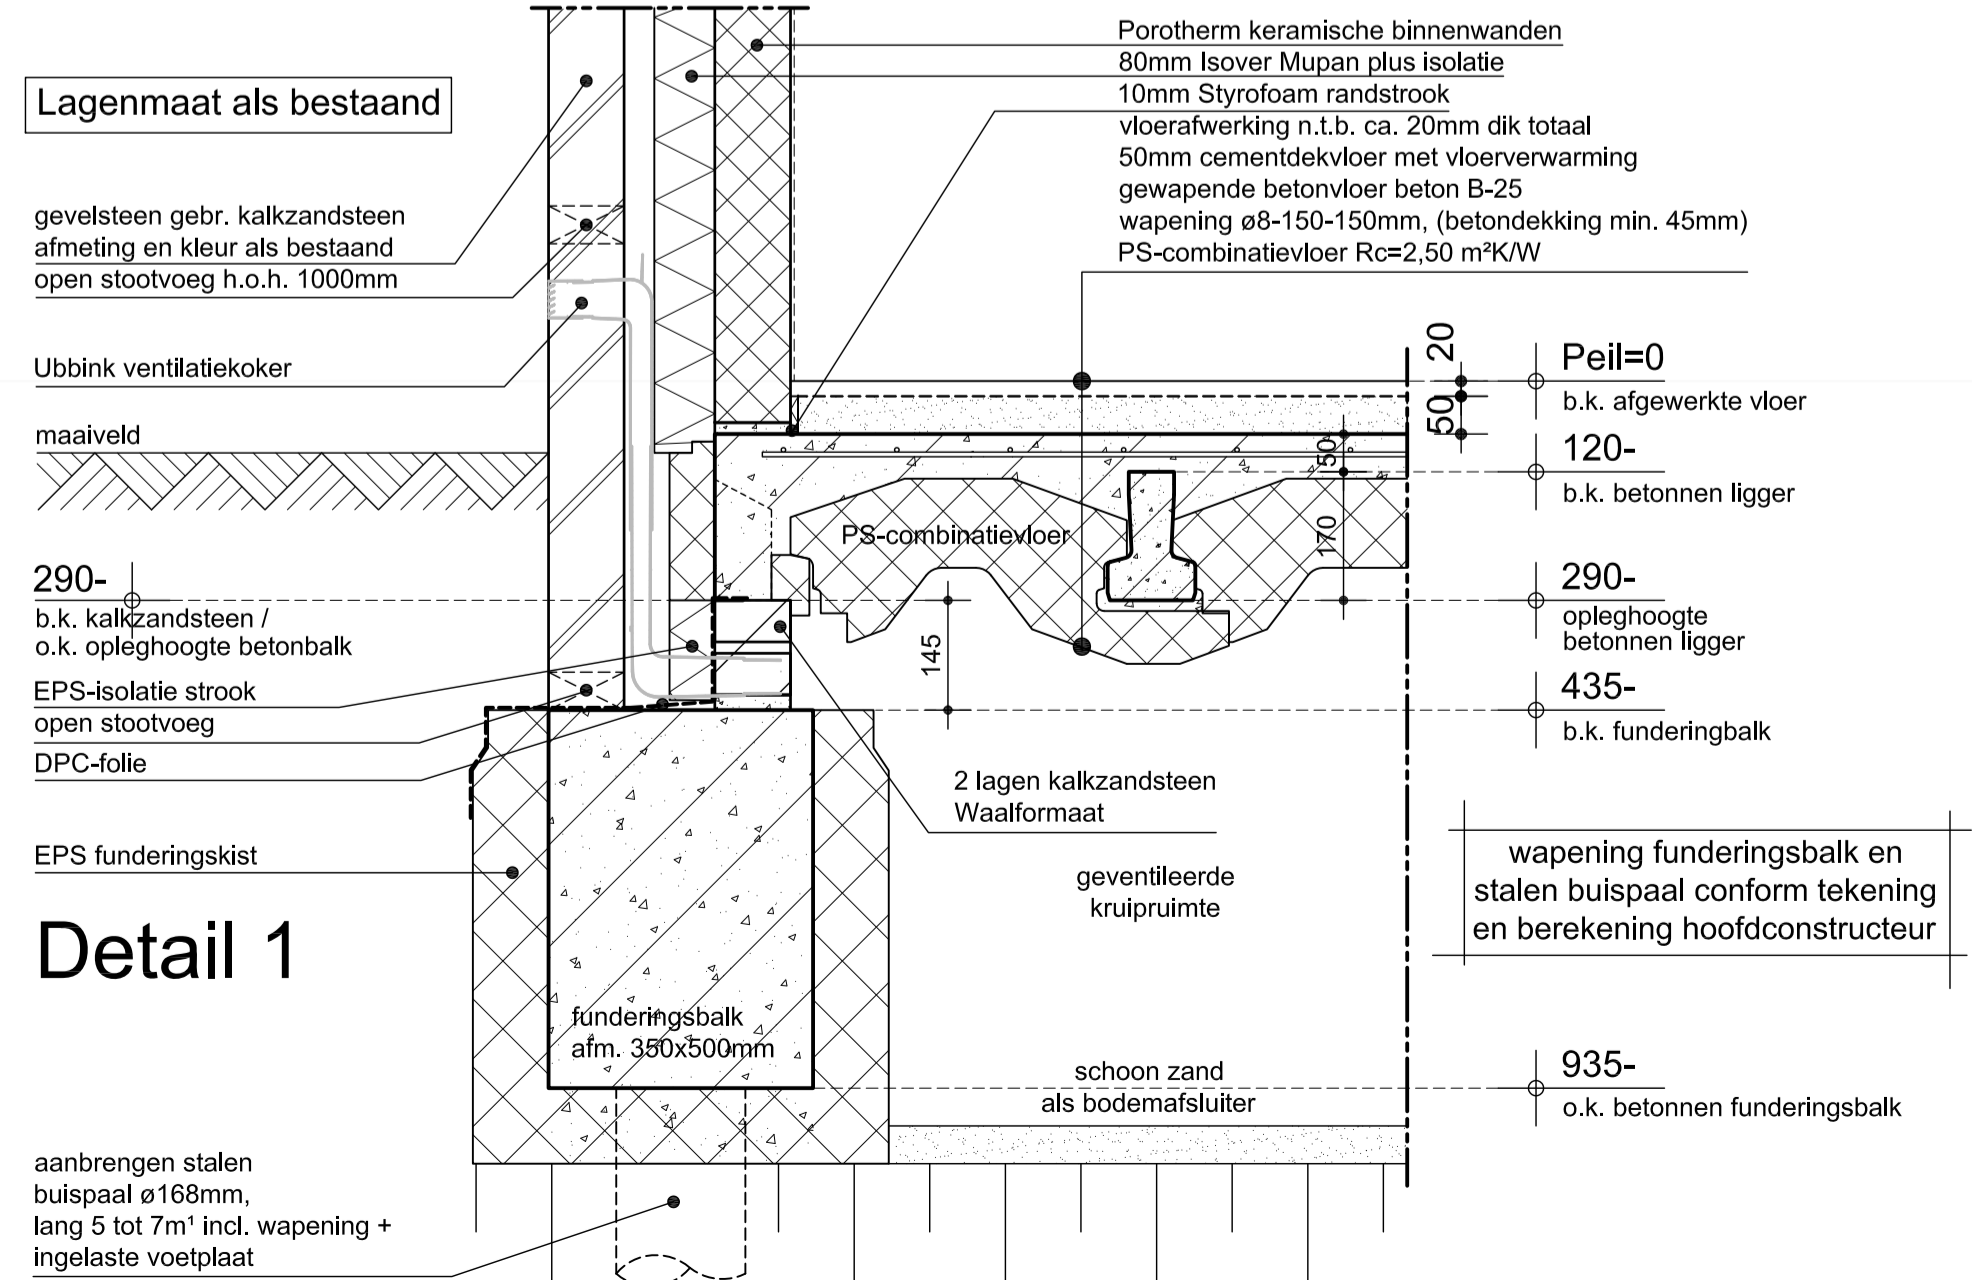 Lagenmaat als bestaand
gevelsteen gebr. kalkzandsteen
afmeting en kleur als bestaand
open stootvoeg h.o.h. 1000mm
Ubbink ventilatiekoker
maaiveld
290-
b.k. kalkzandsteen /
o.k. opleghoogte betonbalk
EPS-isolatie strook
open stootvoeg
DPC-folie
EPS funderingskist
Detail 1
aanbrengen stalen
buispaal ø168mm,
lang 5 tot 7m¹ incl. wapening +
ingelaste voetplaat
Porotherm keramische binnenwanden
80mm Isover Mupan plus isolatie
10mm Styrofoam randstrook
vloerafwerking n.t.b. ca. 20mm dik totaal
50mm cementdekvloer met vloerverwarming
gewapende betonvloer beton B-25
wapening ø8-150-150mm, (betondekking min. 45mm)
PS-combinatievloer Rc=2,50 m²K/W
PS-combinatievloer
145
50
170
20
50
2 lagen kalkzandsteen
Waalformaat
geventileerde
kruipruimte
funderingsbalk
afm. 350x500mm
schoon zand
als bodemafsluiter
Peil=0
b.k. afgewerkte vloer
120-
b.k. betonnen ligger
290-
opleghoogte
betonnen ligger
435-
b.k. funderingbalk
wapening funderingsbalk en
stalen buispaal conform tekening
en berekening hoofdconstructeur
935-
o.k. betonnen funderingsbalk